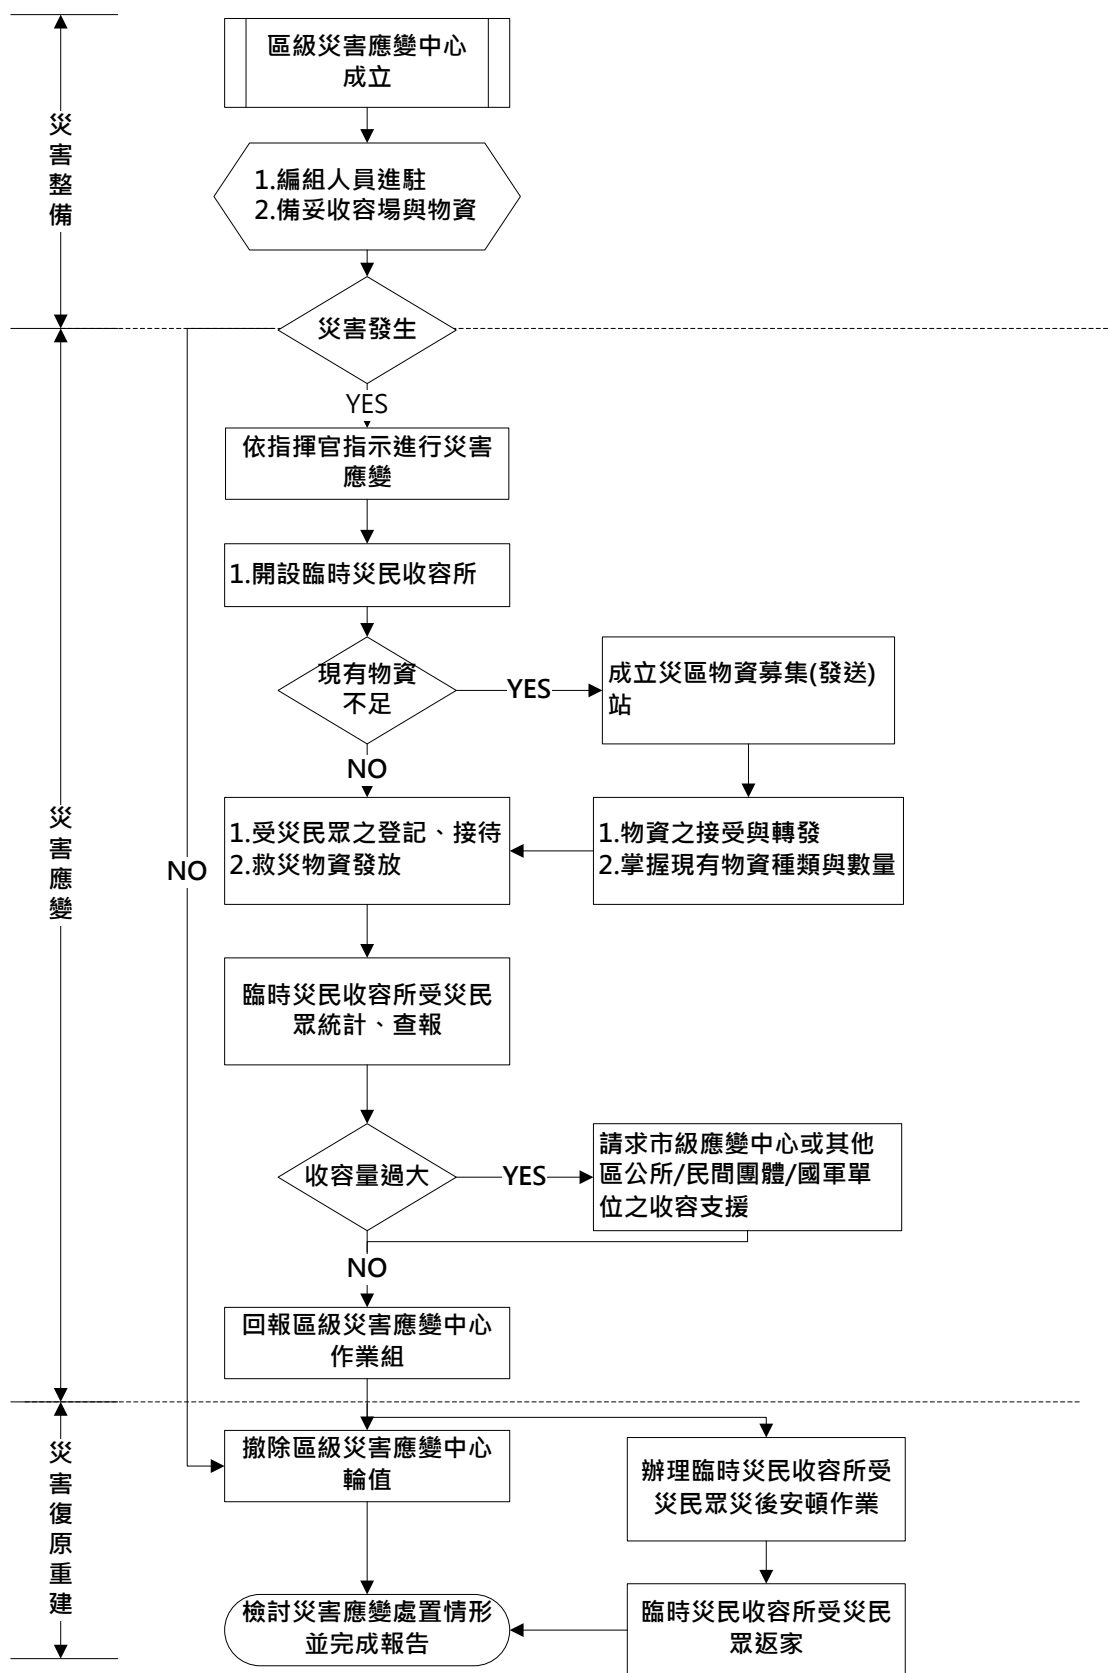 區級災害應變中心
成立
災害整備
1.編組人員進駐
2.備妥收容場與物資
災害發生
YES
依指揮官指示進行災害
應變
1.開設臨時災民收容所
現有物資
不足
YES
成立災區物資募集(發送)
站
NO
災害應變
NO
1.受災民眾之登記、接待
2.救災物資發放
1.物資之接受與轉發
2.掌握現有物資種類與數量
臨時災民收容所受災民
眾統計、查報
收容量過大
YES
請求市級應變中心或其他
區公所/民間團體/國軍單
位之收容支援
NO
回報區級災害應變中心
作業組
災害復原重建
撤除區級災害應變中心
輪值
辦理臨時災民收容所受
災民眾災後安頓作業
檢討災害應變處置情形
並完成報告
臨時災民收容所受災民
眾返家